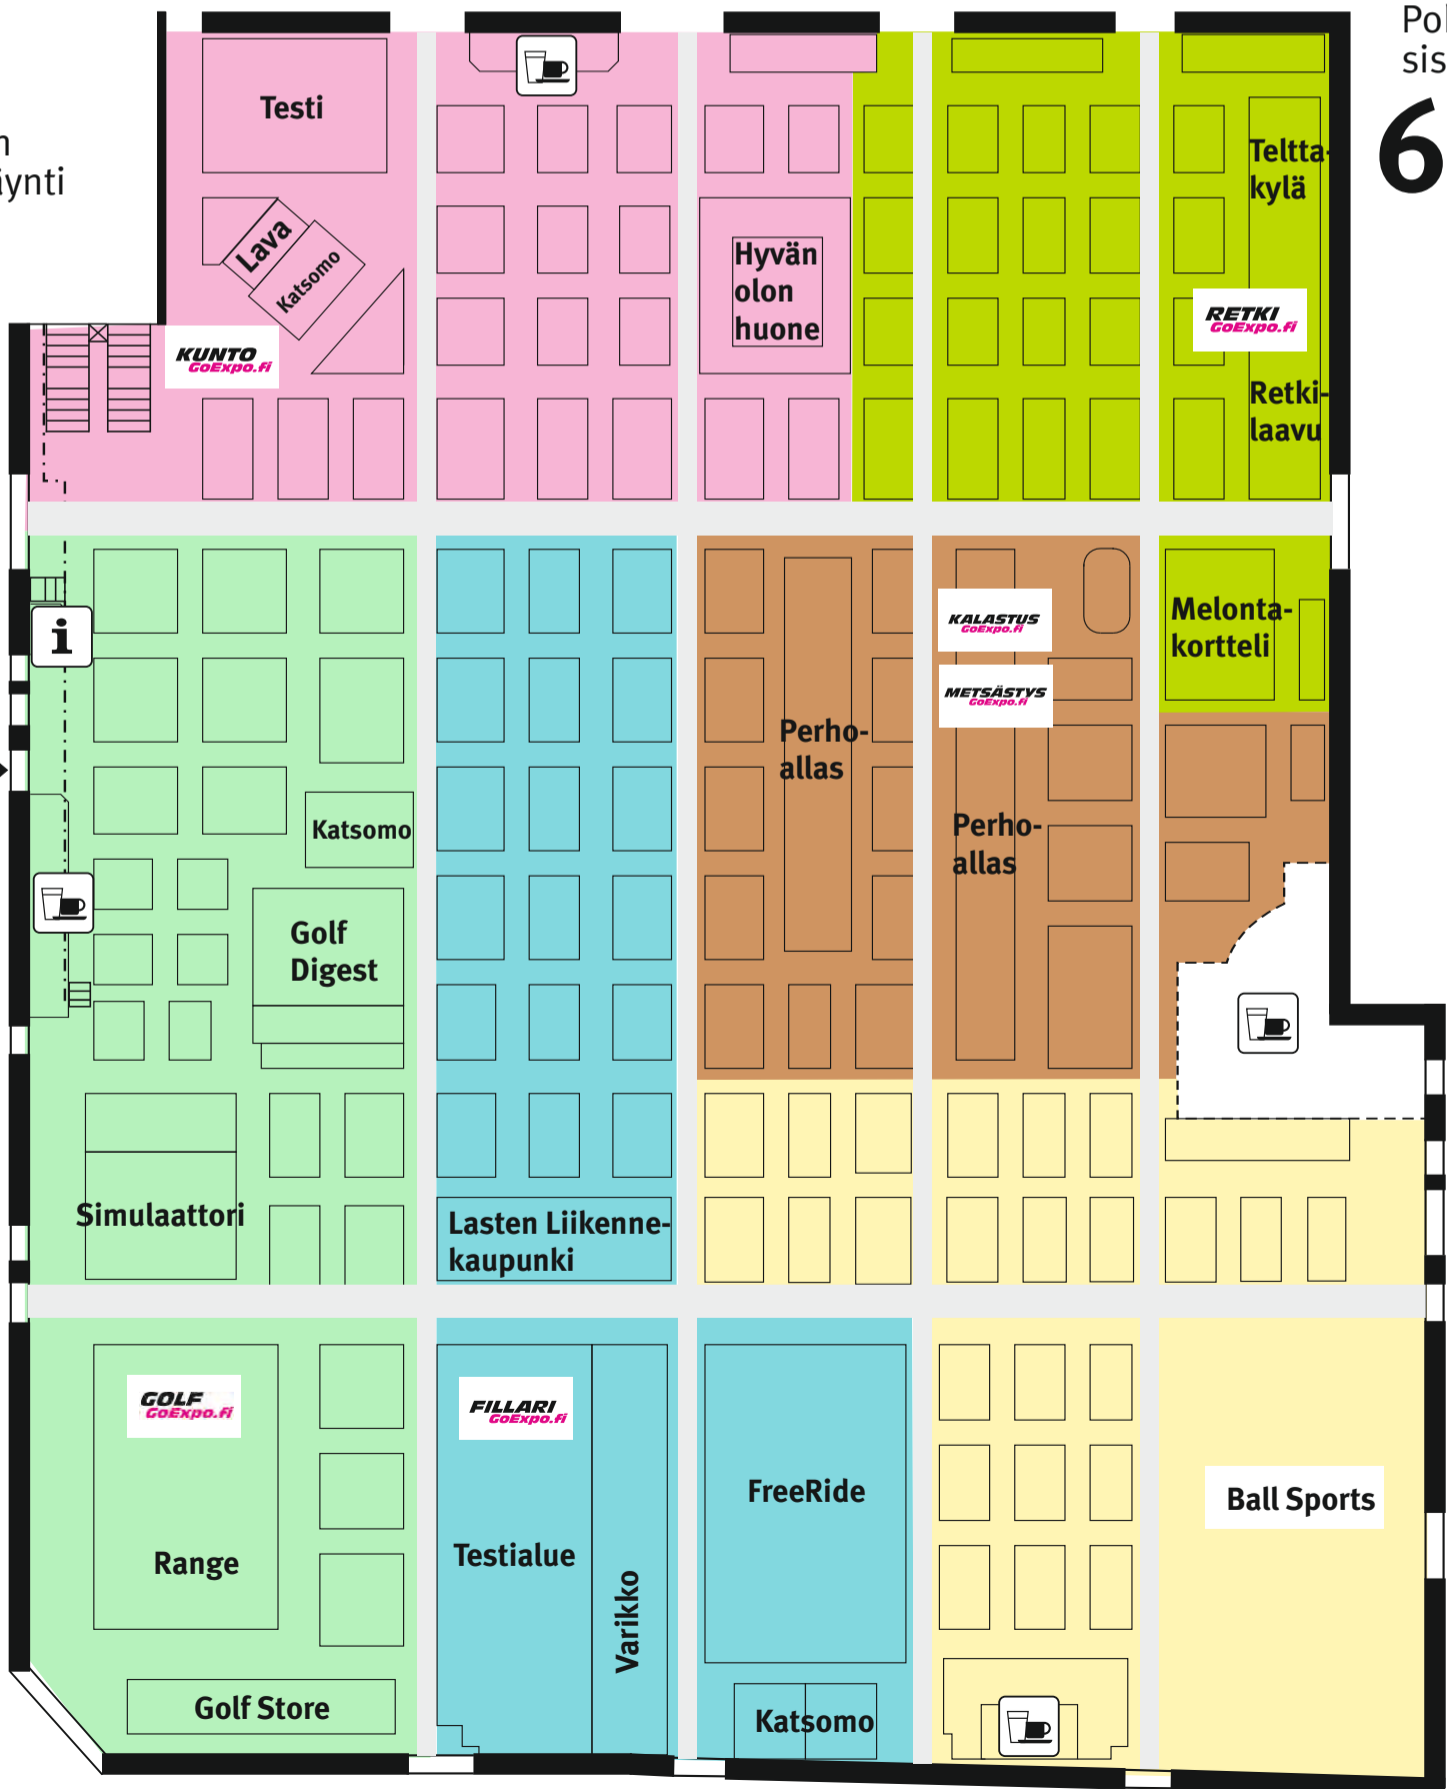 Testi
Lava
Katsomo
KUNTO
GoExpo.fi
Hyvän
olon
huone
Teltta-
kylä
RETKI
GoExpo.fi
Retki-
laavu
6
i
Katsomo
Golf
Digest
Simulaattori
Lasten Liikenne-
kaupunki
Perho-
allas
KALASTUS
GoExpo.fi
METSÄSTYS
GoExpo.fi
Perho-
allas
Melonta-
kortteli
GOLF
GoExpo.fi
Range
Golf Store
FILLARI
GoExpo.fi
Testialue
Varikko
FreeRide
Katsomo
Ball Sports